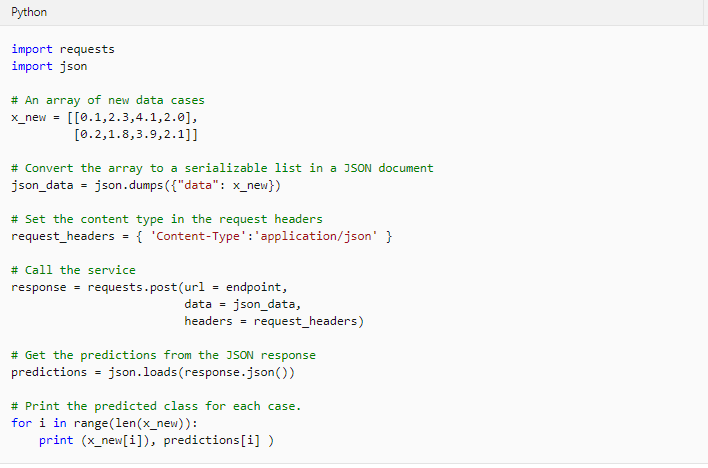 Python
import requests
import json
# An array of new data cases
x_new = [[0.1,2.3,4.1,2.0],
         [0.2,1.8,3.9,2.1]]
# Convert the array to a serializable list in a JSON document
json_data = json.dumps({"data": x_new})
# Set the content type in the request headers
request_headers = { 'Content-Type':'application/json' }
# Call the service
response = requests.post(url = endpoint,
                         data = json_data,
                         headers = request_headers)
# Get the predictions from the JSON response
predictions = json.loads(response.json())
# Print the predicted class for each case.
for i in range(len(x_new)):
    print (x_new[i]), predictions[i] )